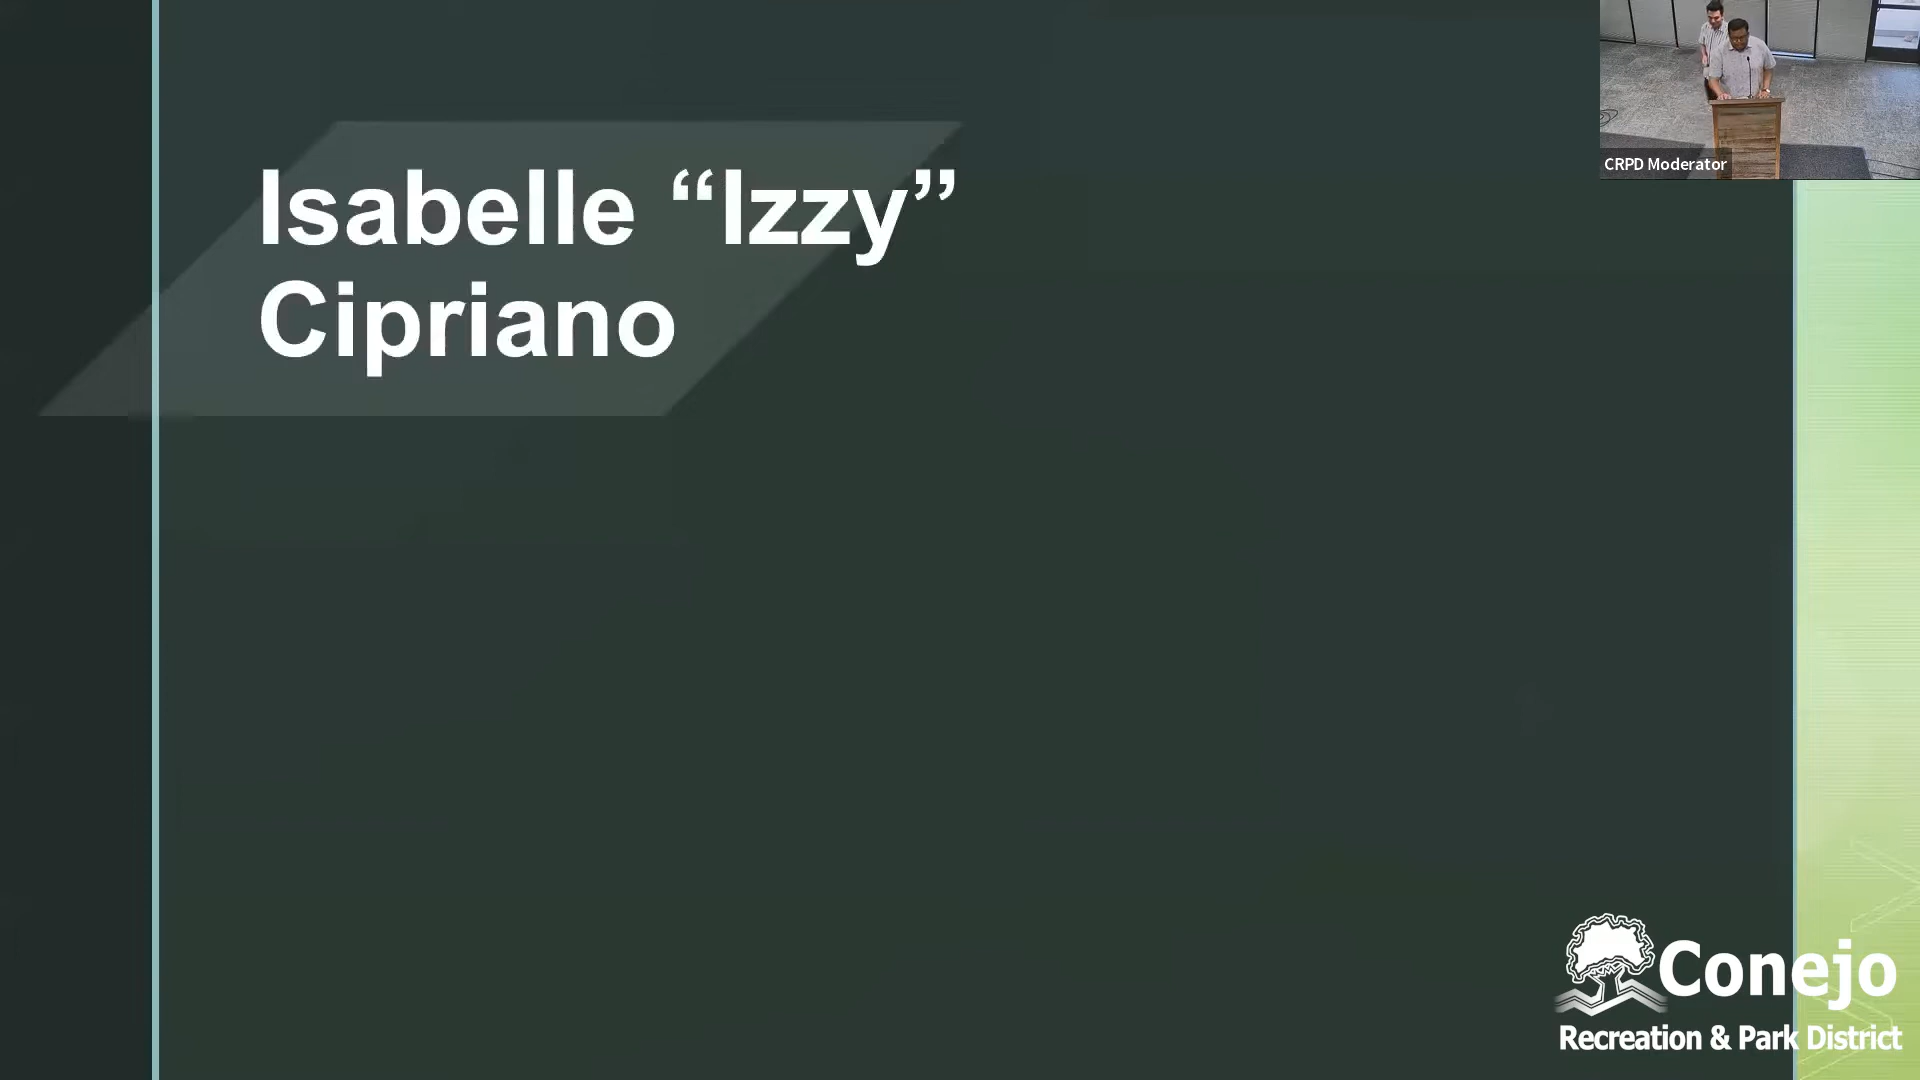 CRPD Moderator
Isabelle “Izzy”
Cipriano
Conejo
Recreation & Park District